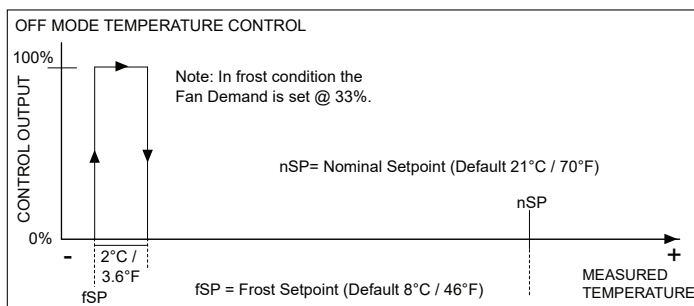 OFF MODE TEMPERATURE CONTROL
100%
Note: In frost condition the
Fan Demand is set @ 33%.
CONTROL OUTPUT
nSP= Nominal Setpoint (Default 21°C / 70°F)
nSP
0%
-
+
2°C /
3.6°F
fSP
fSP = Frost Setpoint (Default 8°C / 46°F)
MEASURED
TEMPERATURE